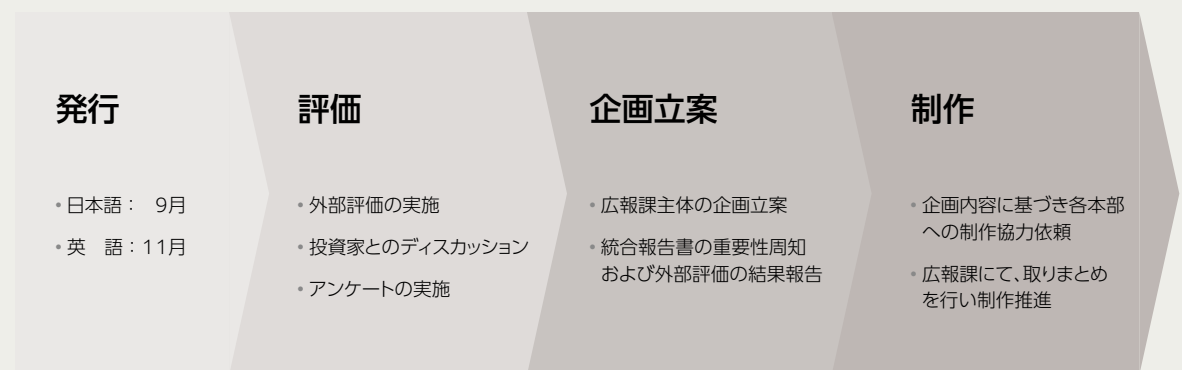 発行
・日本語： 9月
・英 語：11月
評価
・外部評価の実施
・投資家とのディスカッション
・アンケートの実施
企画立案
・広報課主体の企画立案
・統合報告書の重要性周知
および外部評価の結果報告
制作
・企画内容に基づき各本部
への制作協力依頼
・広報課にて、取りまとめ
を行い制作推進